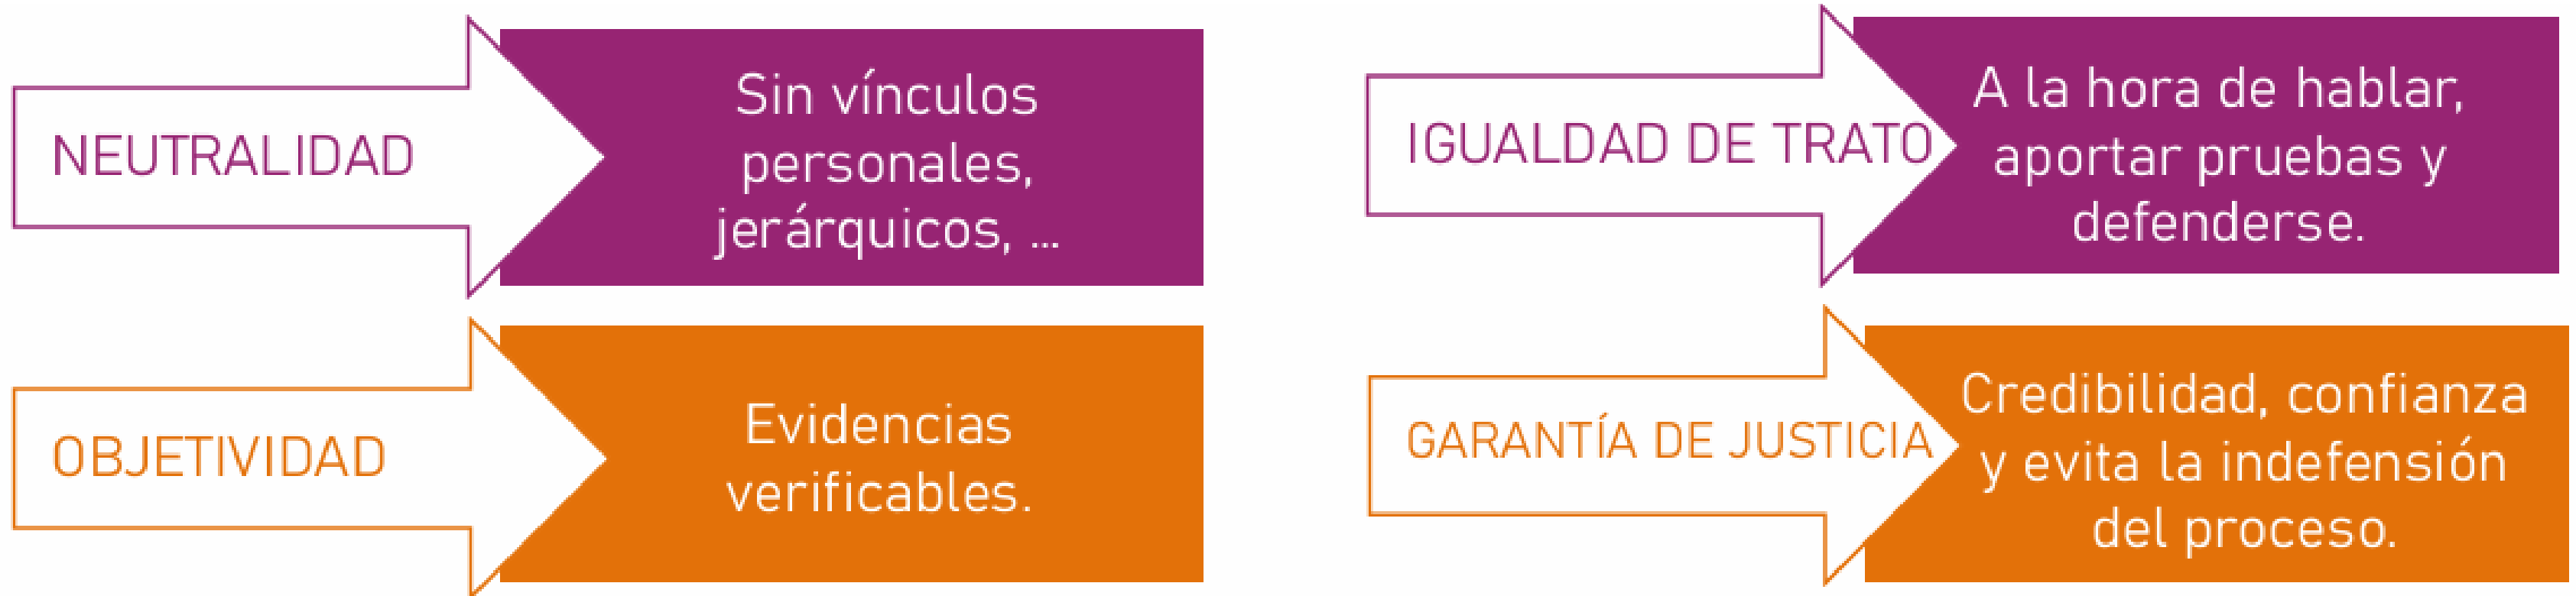 NEUTRALIDAD
Sin vínculos
personales,
jerárquicos, ...
IGUALDAD DE TRATO
A la hora de hablar,
aportar pruebas y
defenderse.
OBJETIVIDAD
Evidencias
verificables.
GARANTÍA DE JUSTICIA
Credibilidad, confianza
y evita la indefensión
del proceso.